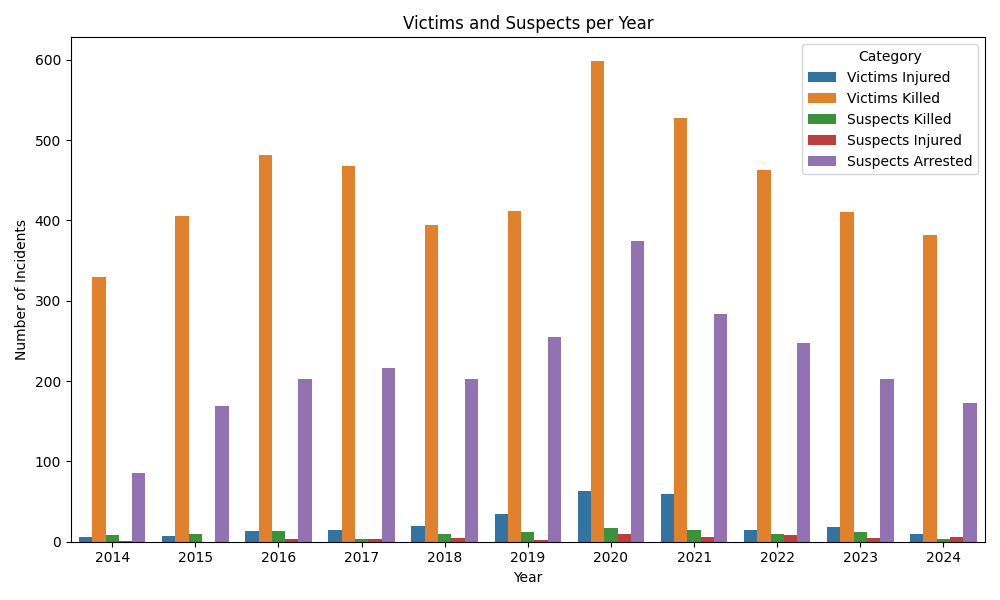 Victims and Suspects per Year
Category
Victims Injured
Victims Killed
Suspects Killed
Suspects Injured
Suspects Arrested
Number of Incidents
600
500
400
300
200
100
0
2014 2015 2016 2017 2018 2019 2020 2021 2022 2023 2024
Year